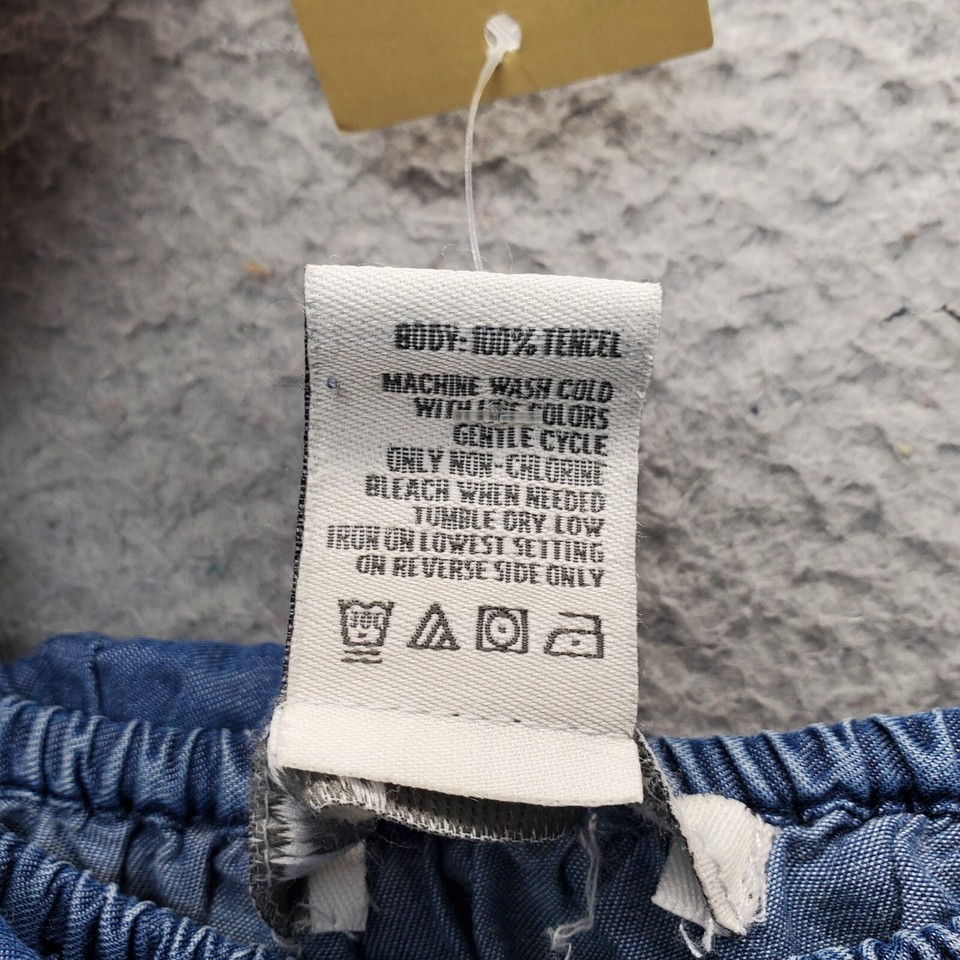 BODY-100% TENCEL
MACHINE WASH COLD
WITH LIKE COLORS
GENTLE CYCLE
ONLY NON-CHLORINE
BLEACH WHEN NEEDED
TUMBLE DRY LOW
IRON ON LOWEST SETTING
ON REVERSE SIDE ONLY